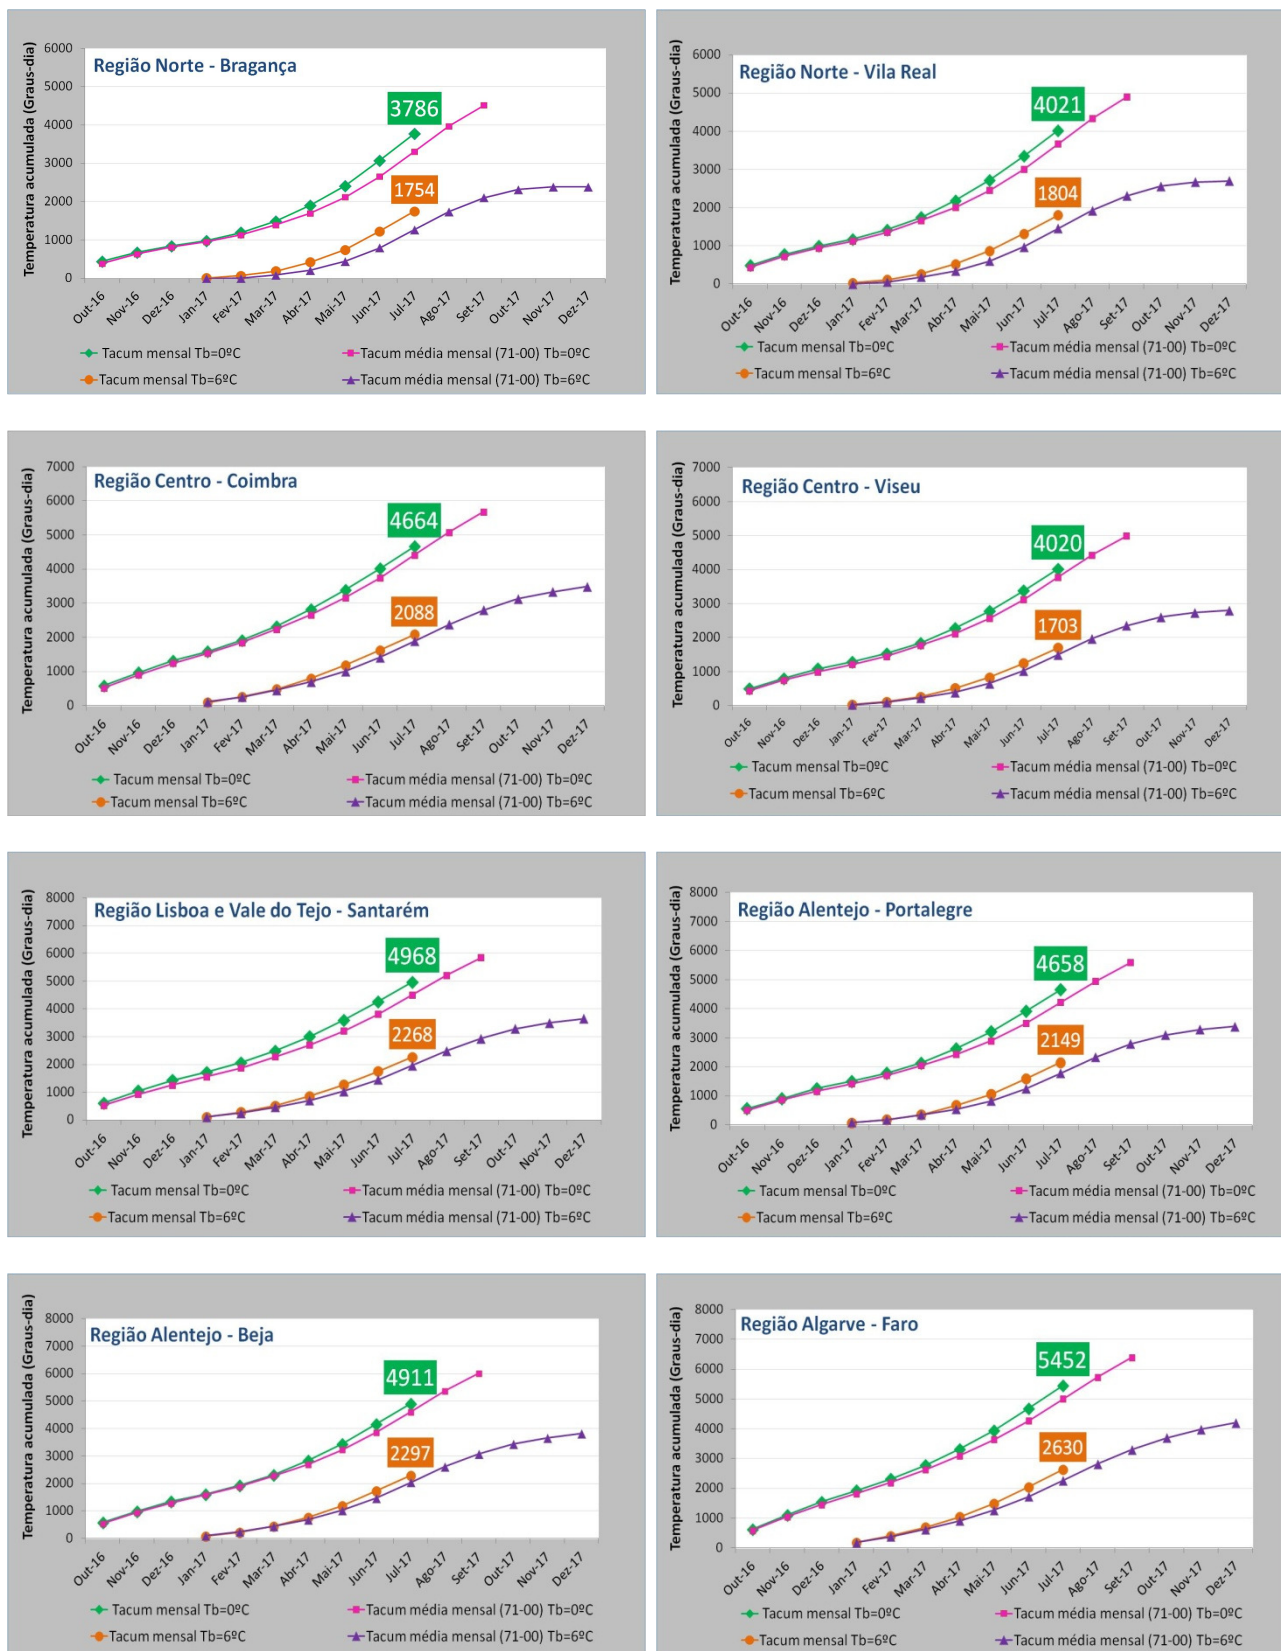 Região Norte - Bragança
Temperatura acumulada (Graus-dia)
6000
5000
4000
3000
2000
1000
0
3786
1754
Out-16
Nov-16
Dez-16
Jan-17
Fev-17
Mar-17
Abr-17
Mai-17
Jun-17
Jul-17
Ago-17
Set-17
Out-17
Nov-17
Dez-17
Tacum mensal Tb=0ºC
Tacum média mensal (71-00) Tb=0ºC
Tacum mensal Tb=6ºC
Tacum média mensal (71-00) Tb=6ºC
Região Norte - Vila Real
Temperatura acumulada (Graus-dia)
6000
5000
4000
3000
2000
1000
0
4021
1804
Out-16
Nov-16
Dez-16
Jan-17
Fev-17
Mar-17
Abr-17
Mai-17
Jun-17
Jul-17
Ago-17
Set-17
Out-17
Nov-17
Dez-17
Tacum mensal Tb=0ºC
Tacum média mensal (71-00) Tb=0ºC
Tacum mensal Tb=6ºC
Tacum média mensal (71-00) Tb=6ºC
Região Centro - Coimbra
Temperatura acumulada (Graus-dia)
7000
6000
5000
4000
3000
2000
1000
0
4664
2088
Out-16
Nov-16
Dez-16
Jan-17
Fev-17
Mar-17
Abr-17
Mai-17
Jun-17
Jul-17
Ago-17
Set-17
Out-17
Nov-17
Dez-17
Tacum mensal Tb=0ºC
Tacum média mensal (71-00) Tb=0ºC
Tacum mensal Tb=6ºC
Tacum média mensal (71-00) Tb=6ºC
Região Centro - Viseu
Temperatura acumulada (Graus-dia)
7000
6000
5000
4000
3000
2000
1000
0
4020
1703
Out-16
Nov-16
Dez-16
Jan-17
Fev-17
Mar-17
Abr-17
Mai-17
Jun-17
Jul-17
Ago-17
Set-17
Out-17
Nov-17
Dez-17
Tacum mensal Tb=0ºC
Tacum média mensal (71-00) Tb=0ºC
Tacum mensal Tb=6ºC
Tacum média mensal (71-00) Tb=6ºC
Região Lisboa e Vale do Tejo - Santarém
Temperatura acumulada (Graus-dia)
8000
7000
6000
5000
4000
3000
2000
1000
0
4968
2268
Out-16
Nov-16
Dez-16
Jan-17
Fev-17
Mar-17
Abr-17
Mai-17
Jun-17
Jul-17
Ago-17
Set-17
Out-17
Nov-17
Dez-17
Tacum mensal Tb=0ºC
Tacum média mensal (71-00) Tb=0ºC
Tacum mensal Tb=6ºC
Tacum média mensal (71-00) Tb=6ºC
Região Alentejo - Portalegre
Temperatura acumulada (Graus-dia)
8000
7000
6000
5000
4000
3000
2000
1000
0
4658
2149
Out-16
Nov-16
Dez-16
Jan-17
Fev-17
Mar-17
Abr-17
Mai-17
Jun-17
Jul-17
Ago-17
Set-17
Out-17
Nov-17
Dez-17
Tacum mensal Tb=0ºC
Tacum média mensal (71-00) Tb=0ºC
Tacum mensal Tb=6ºC
Tacum média mensal (71-00) Tb=6ºC
Região Alentejo - Beja
Temperatura acumulada (Graus-dia)
8000
7000
6000
5000
4000
3000
2000
1000
0
4911
2297
Out-16
Nov-16
Dez-16
Jan-17
Fev-17
Mar-17
Abr-17
Mai-17
Jun-17
Jul-17
Ago-17
Set-17
Out-17
Nov-17
Dez-17
Tacum mensal Tb=0ºC
Tacum média mensal (71-00) Tb=0ºC
Tacum mensal Tb=6ºC
Tacum média mensal (71-00) Tb=6ºC
Região Algarve - Faro
Temperatura acumulada (Graus-dia)
8000
7000
6000
5000
4000
3000
2000
1000
0
5452
2630
Out-16
Nov-16
Dez-16
Jan-17
Fev-17
Mar-17
Abr-17
Mai-17
Jun-17
Jul-17
Ago-17
Set-17
Out-17
Nov-17
Dez-17
Tacum mensal Tb=0ºC
Tacum média mensal (71-00) Tb=0ºC
Tacum mensal Tb=6ºC
Tacum média mensal (71-00) Tb=6ºC